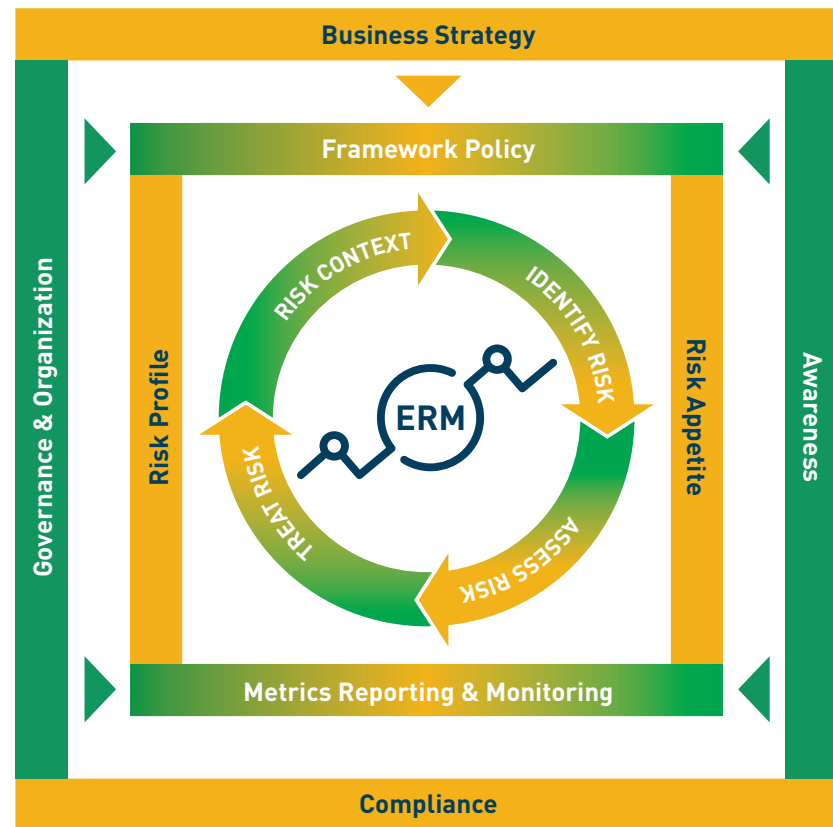 Business Strategy
Framework Policy
Governance & Organization
Risk Profile
RISK CONTEXT
IDENTIFY RISK
ERM
ASSESS RISK
TREAT RISK
Risk Appetite
Awareness
Metrics Reporting & Monitoring
Compliance